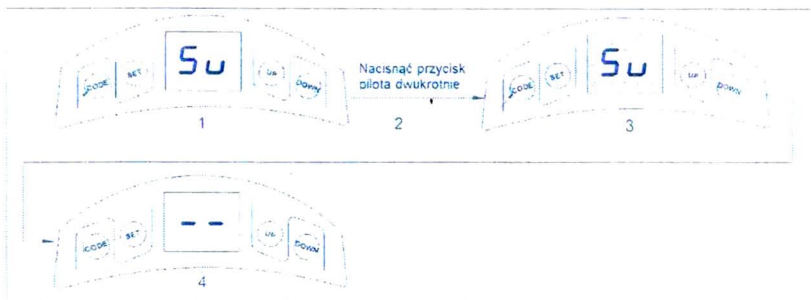 CODE SET Su UP DOWN
1
Nacisnąć przycisk
pilota dwukrotnie
2
CODE SET Su UP DOWN
3
CODE SET -- UP DOWN
4